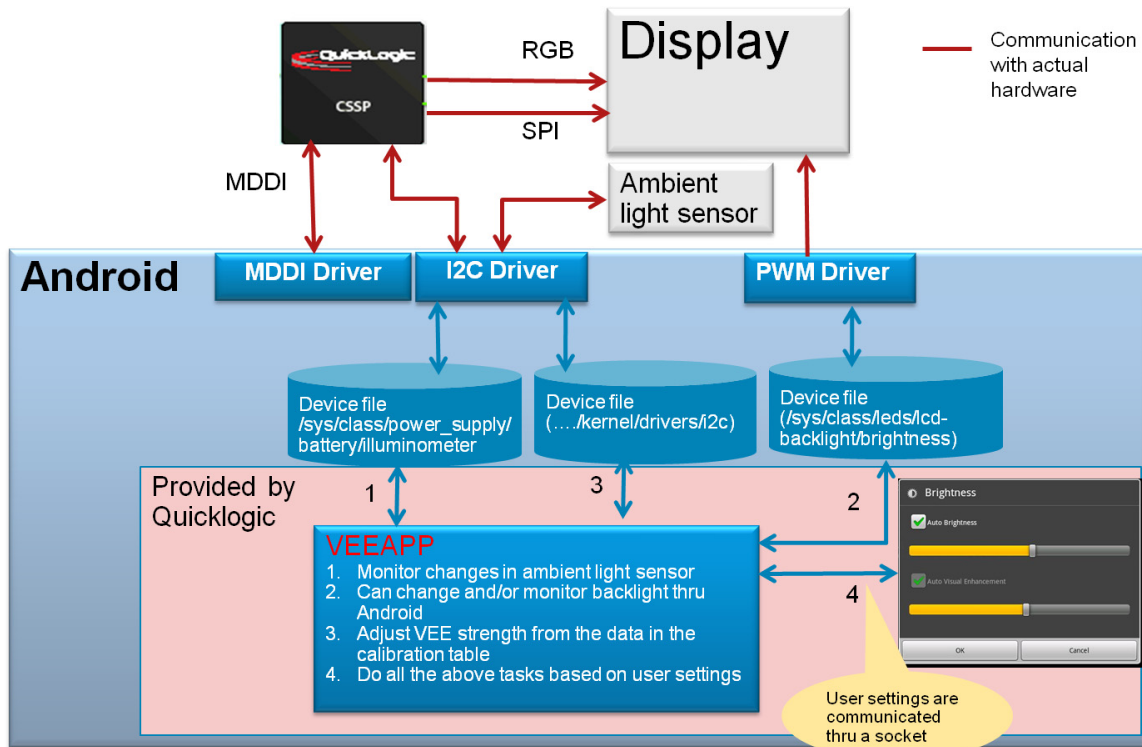 QUICKLOGIC
CSSP
RGB
SPI
Display
Communication
with actual
hardware
MDDI
Ambient
light sensor
Android
MDDI Driver
I2C Driver
PWM Driver
Device file
/sys/class/power_supply/
battery/illuminometer
Device file
(…./kernel/drivers/i2c)
Device file
(/sys/class/leds/lcd-
backlight/brightness)
Provided by
Quicklogic
1
3
2
4
VEEAPP
1. Monitor changes in ambient light sensor
2. Can change and/or monitor backlight thru
Android
3. Adjust VEE strength from the data in the
calibration table
4. Do all the above tasks based on user settings
Brightness
Auto Brightness
Auto Visual Enhancement
OK
Cancel
User settings are
communicated
thru a socket